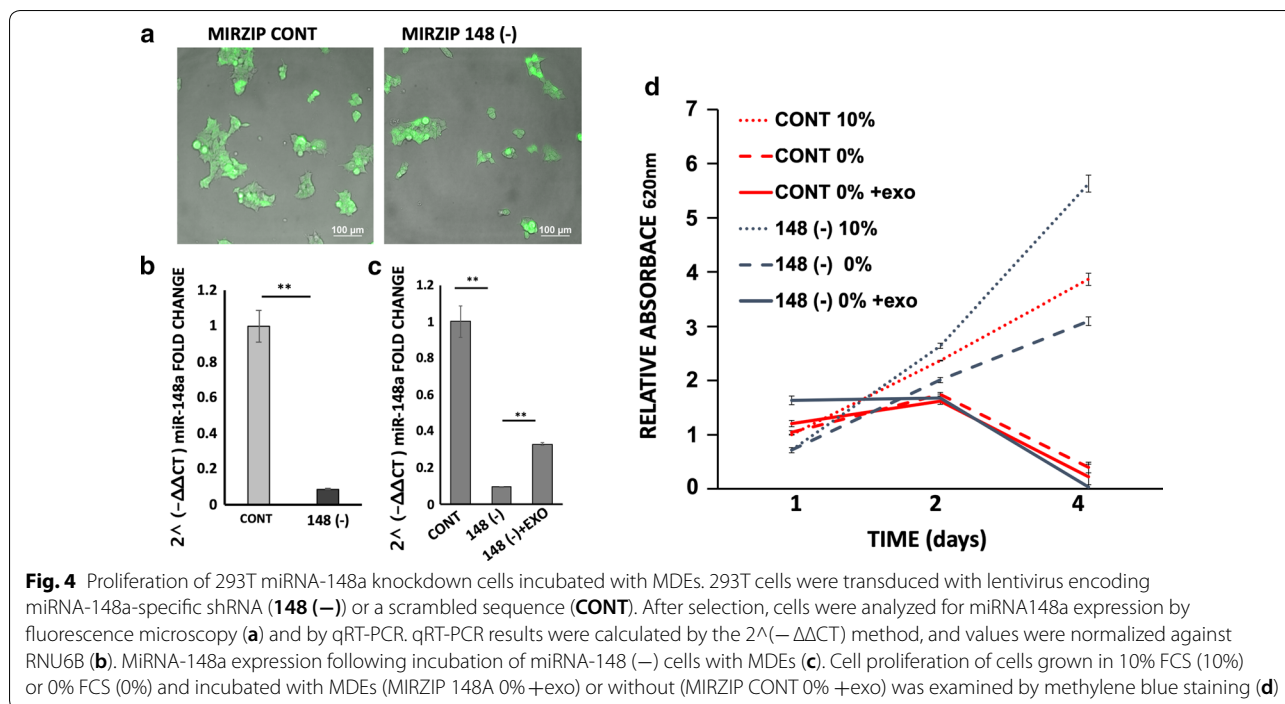 a
MIRZIP CONT
MIRZIP 148 (-)
100 µm
100 µm
b
2^ (−ΔΔCT ) miR-148a FOLD CHANGE
1.2
1
0.8
0.6
0.4
0.2
0
**
CONT
148 (-)
c
2^ (−ΔΔCT ) miR-148a FOLD CHANGE
1.2
1
0.8
0.6
0.4
0.2
0
**
**
CONT
148 (-)
148 (-)+EXO
d
RELATIVE ABSORBACE 620nm
7
6
5
4
3
2
1
0
CONT 10%
CONT 0%
CONT 0% +exo
148 (-) 10%
148 (-) 0%
148 (-) 0% +exo
1
2
4
TIME (days)
Fig. 4 Proliferation of 293T miRNA-148a knockdown cells incubated with MDEs. 293T cells were transduced with lentivirus encoding
miRNA-148a-specific shRNA (148 (−)) or a scrambled sequence (CONT). After selection, cells were analyzed for miRNA148a expression by
fluorescence microscopy (a) and by qRT-PCR. qRT-PCR results were calculated by the 2^(− ΔΔCT) method, and values were normalized against
RNU6B (b). MiRNA-148a expression following incubation of miRNA-148 (−) cells with MDEs (c). Cell proliferation of cells grown in 10% FCS (10%)
or 0% FCS (0%) and incubated with MDEs (MIRZIP 148A 0% +exo) or without (MIRZIP CONT 0% +exo) was examined by methylene blue staining (d)